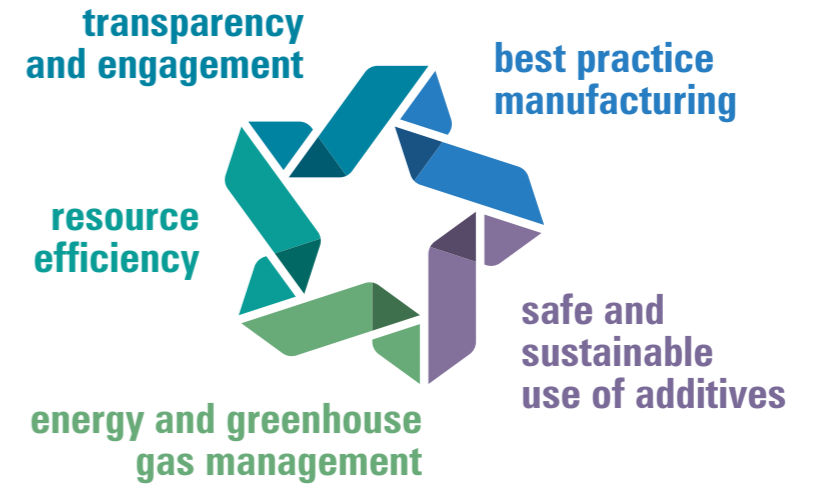 transparency
and engagement
best practice
manufacturing
resource
efficiency
safe and
sustainable
use of additives
energy and greenhouse
gas management